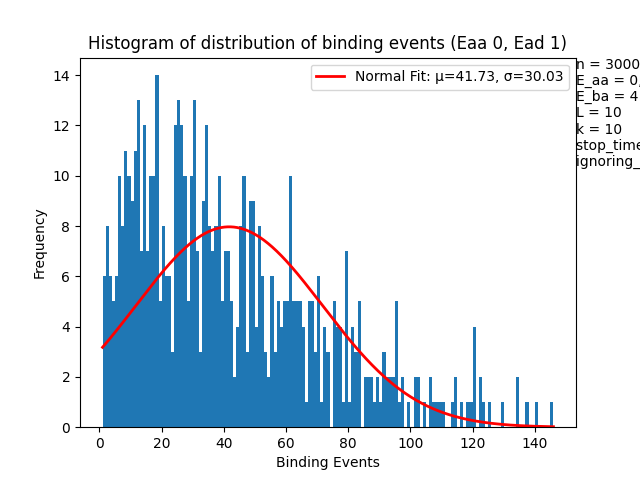 Histogram of distribution of binding events (Eaa 0, Ead 1)
Normal Fit: μ=41.73, σ=30.03
n = 3000
E_aa = 0,
E_ba = 4
L = 10
k = 10
stop_time
ignoring_
Frequency
14
12
10
8
6
4
2
0
0 20 40 60 80 100 120 140
Binding Events